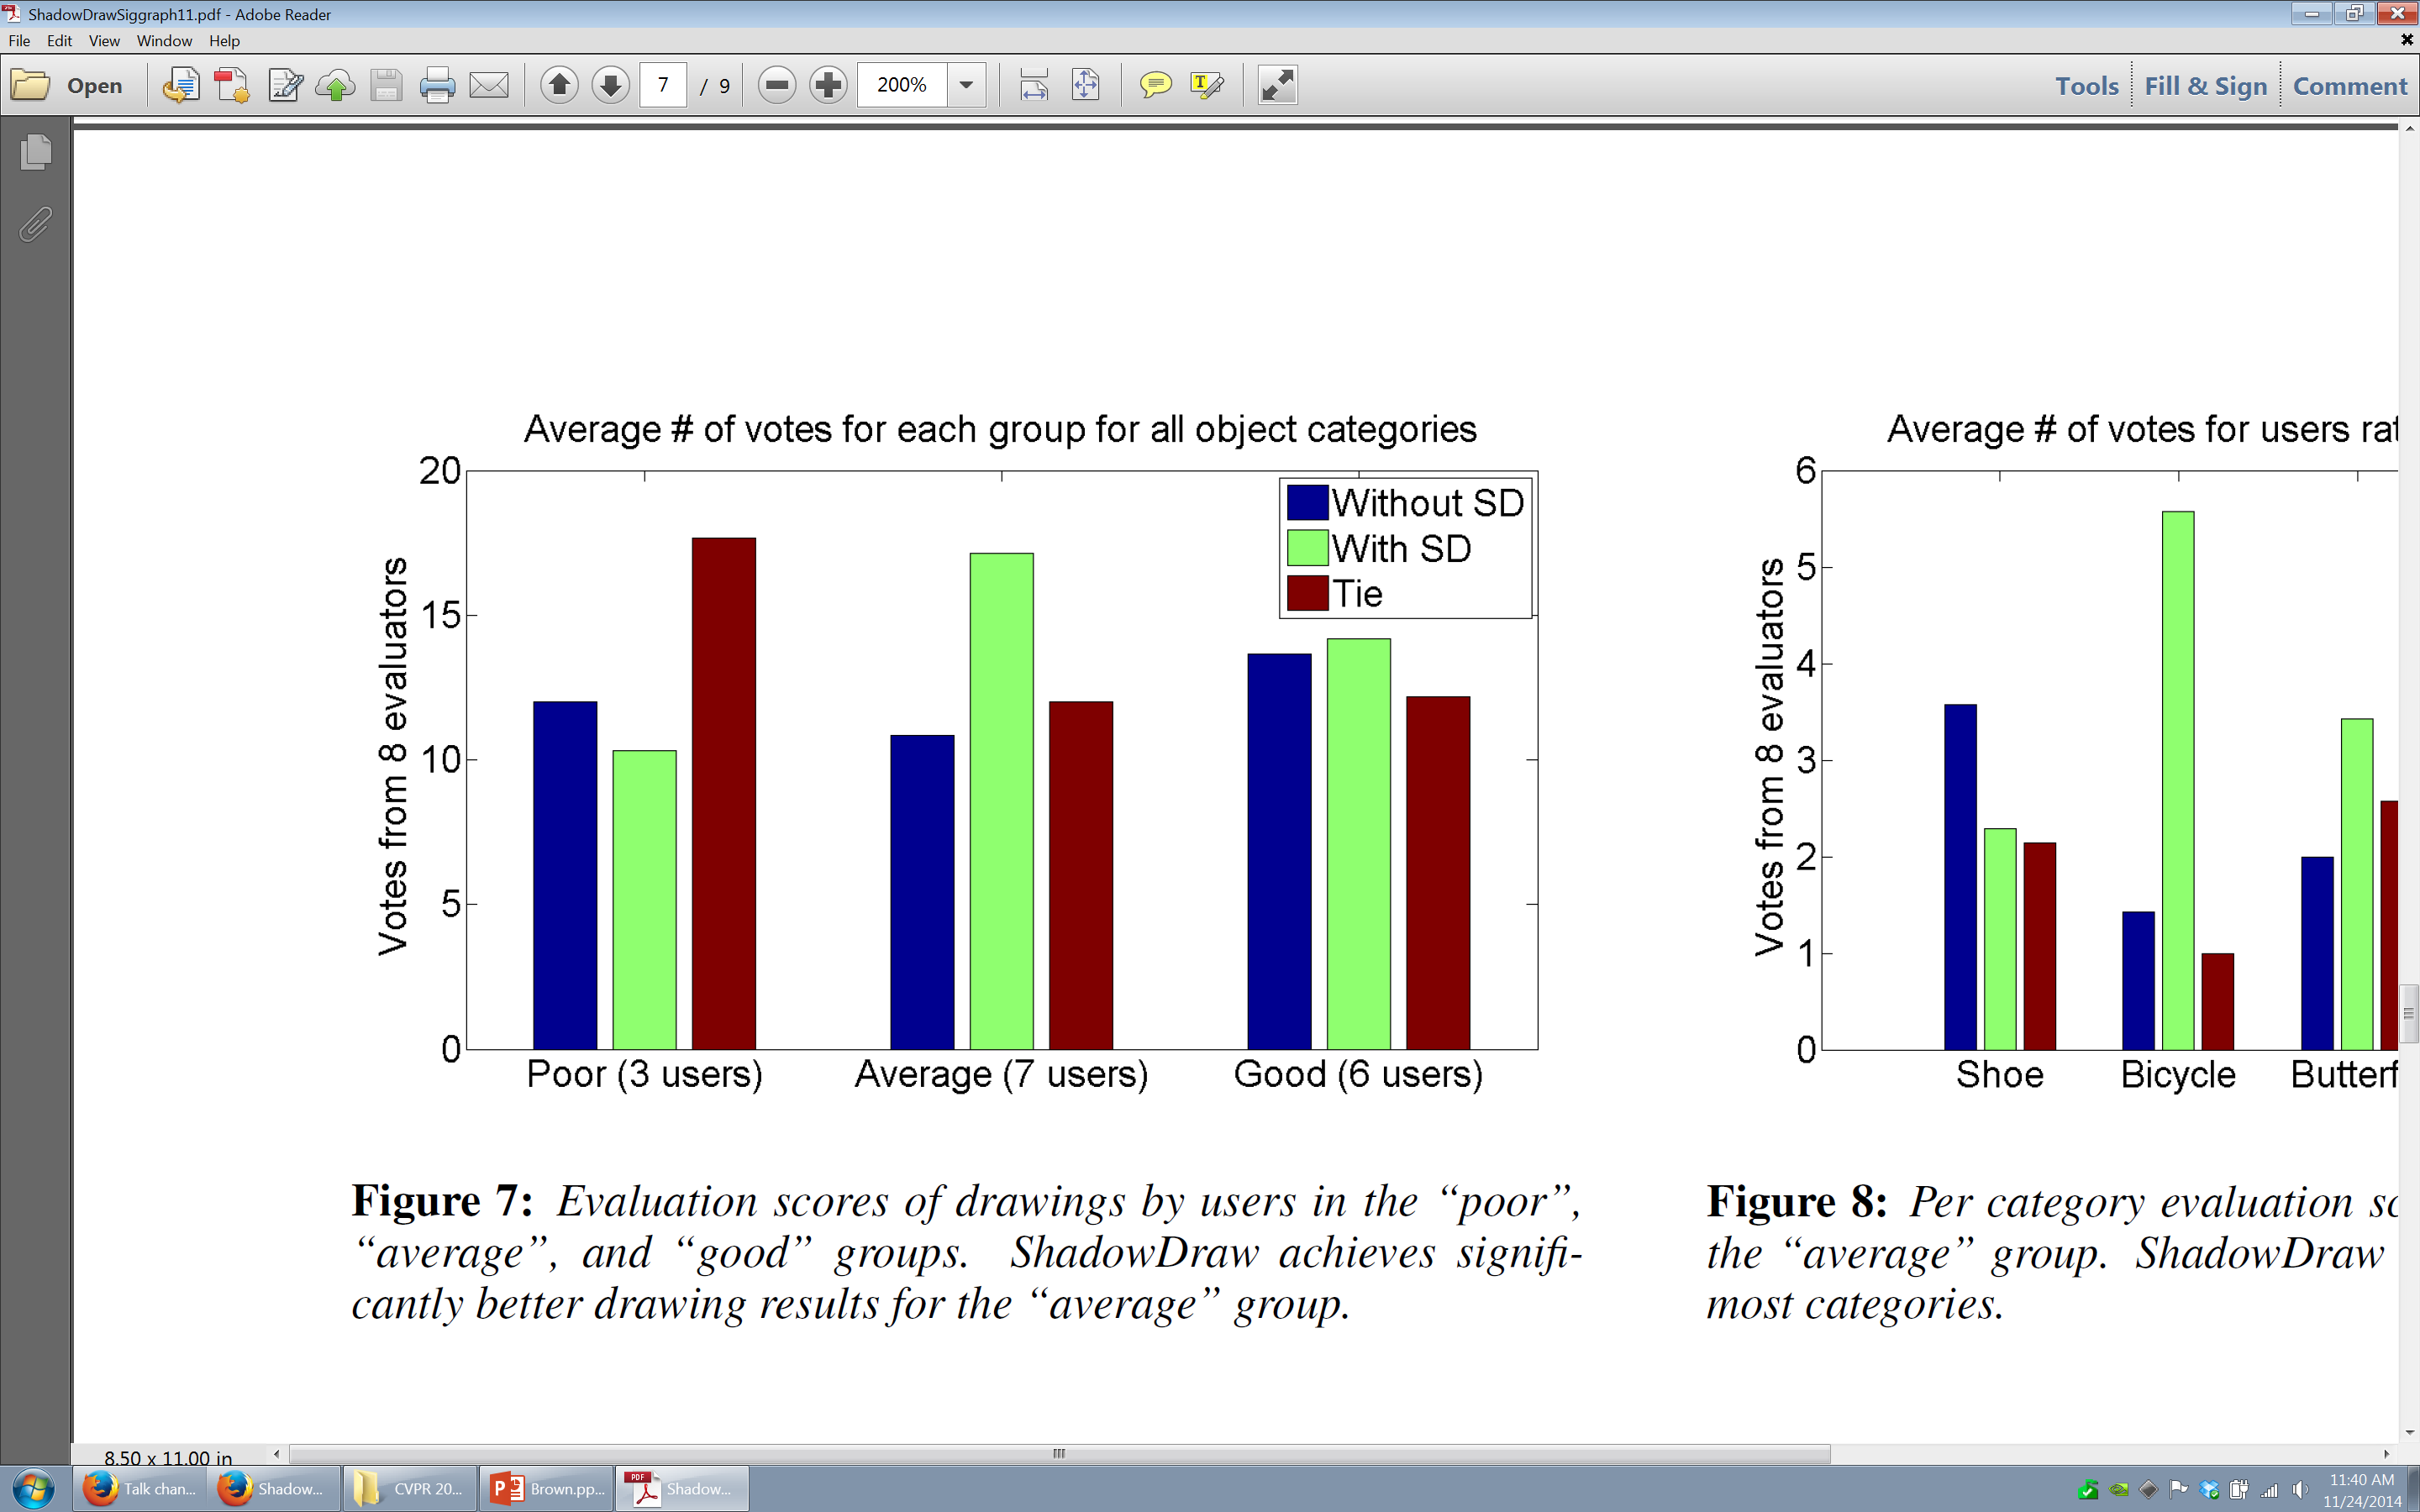 ShadowDrawSiggraph11.pdf - Adobe Reader
File Edit View Window Help
Open 7 / 9 200% Tools Fill & Sign Comment
Average # of votes for each group for all object categories
20
15
10
5
0
Votes from 8 evaluators
Without SD
With SD
Tie
Poor (3 users) Average (7 users) Good (6 users)
Figure 7: Evaluation scores of drawings by users in the “poor”,
“average”, and “good” groups. ShadowDraw achieves signifi-
cantly better drawing results for the “average” group.
Average # of votes for users rat
6
5
4
3
2
1
0
Votes from 8 evaluators
Shoe Bicycle Butterf
Figure 8: Per category evaluation sc
the “average” group. ShadowDraw
most categories.
8.50 x 11.00 in
Talk chan... Shadow... CVPR 20... Brown.pp... Shadow...
11:40 AM
11/24/2014